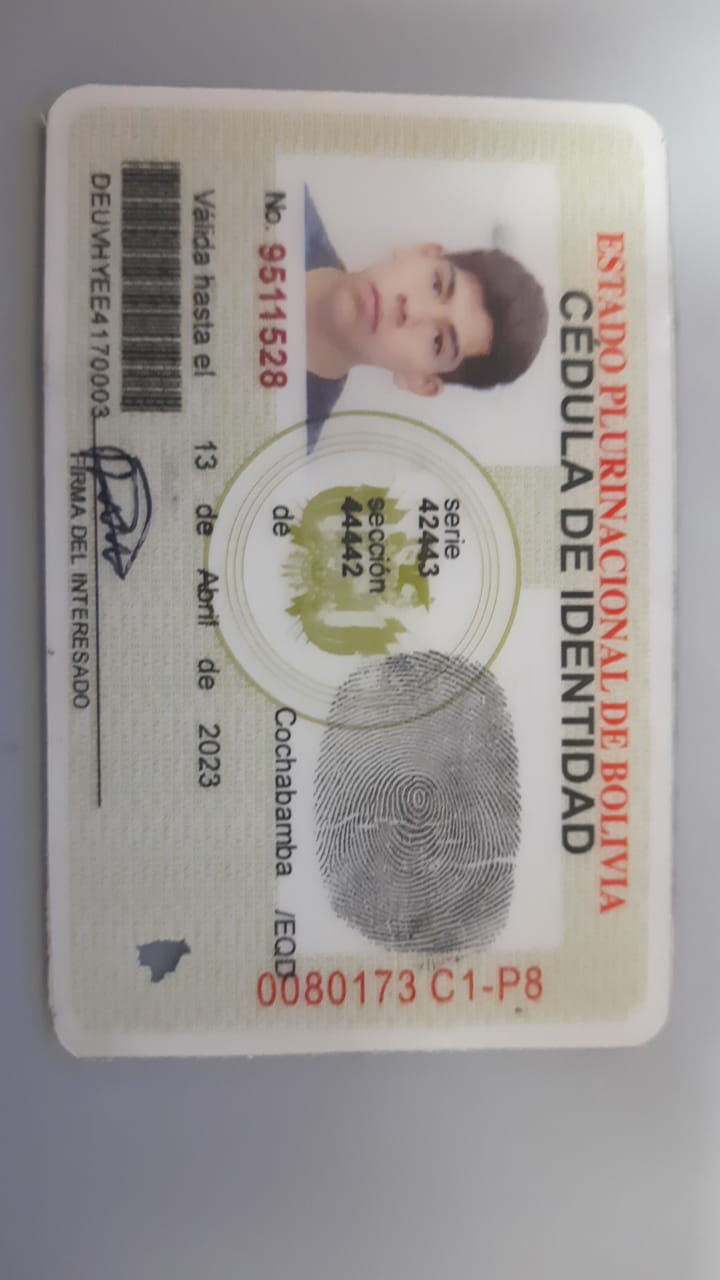 ESTADO PLURINACIONAL DE BOLIVIA
CÉDULA DE IDENTIDAD
serie
42443
sección
44442
0080173 C1-P8
No. 9511528 de Cochabamba /EQD
Válida hasta el 13 de Abril de 2023
DEUVHYEE4170003
FIRMA DEL INTERESADO